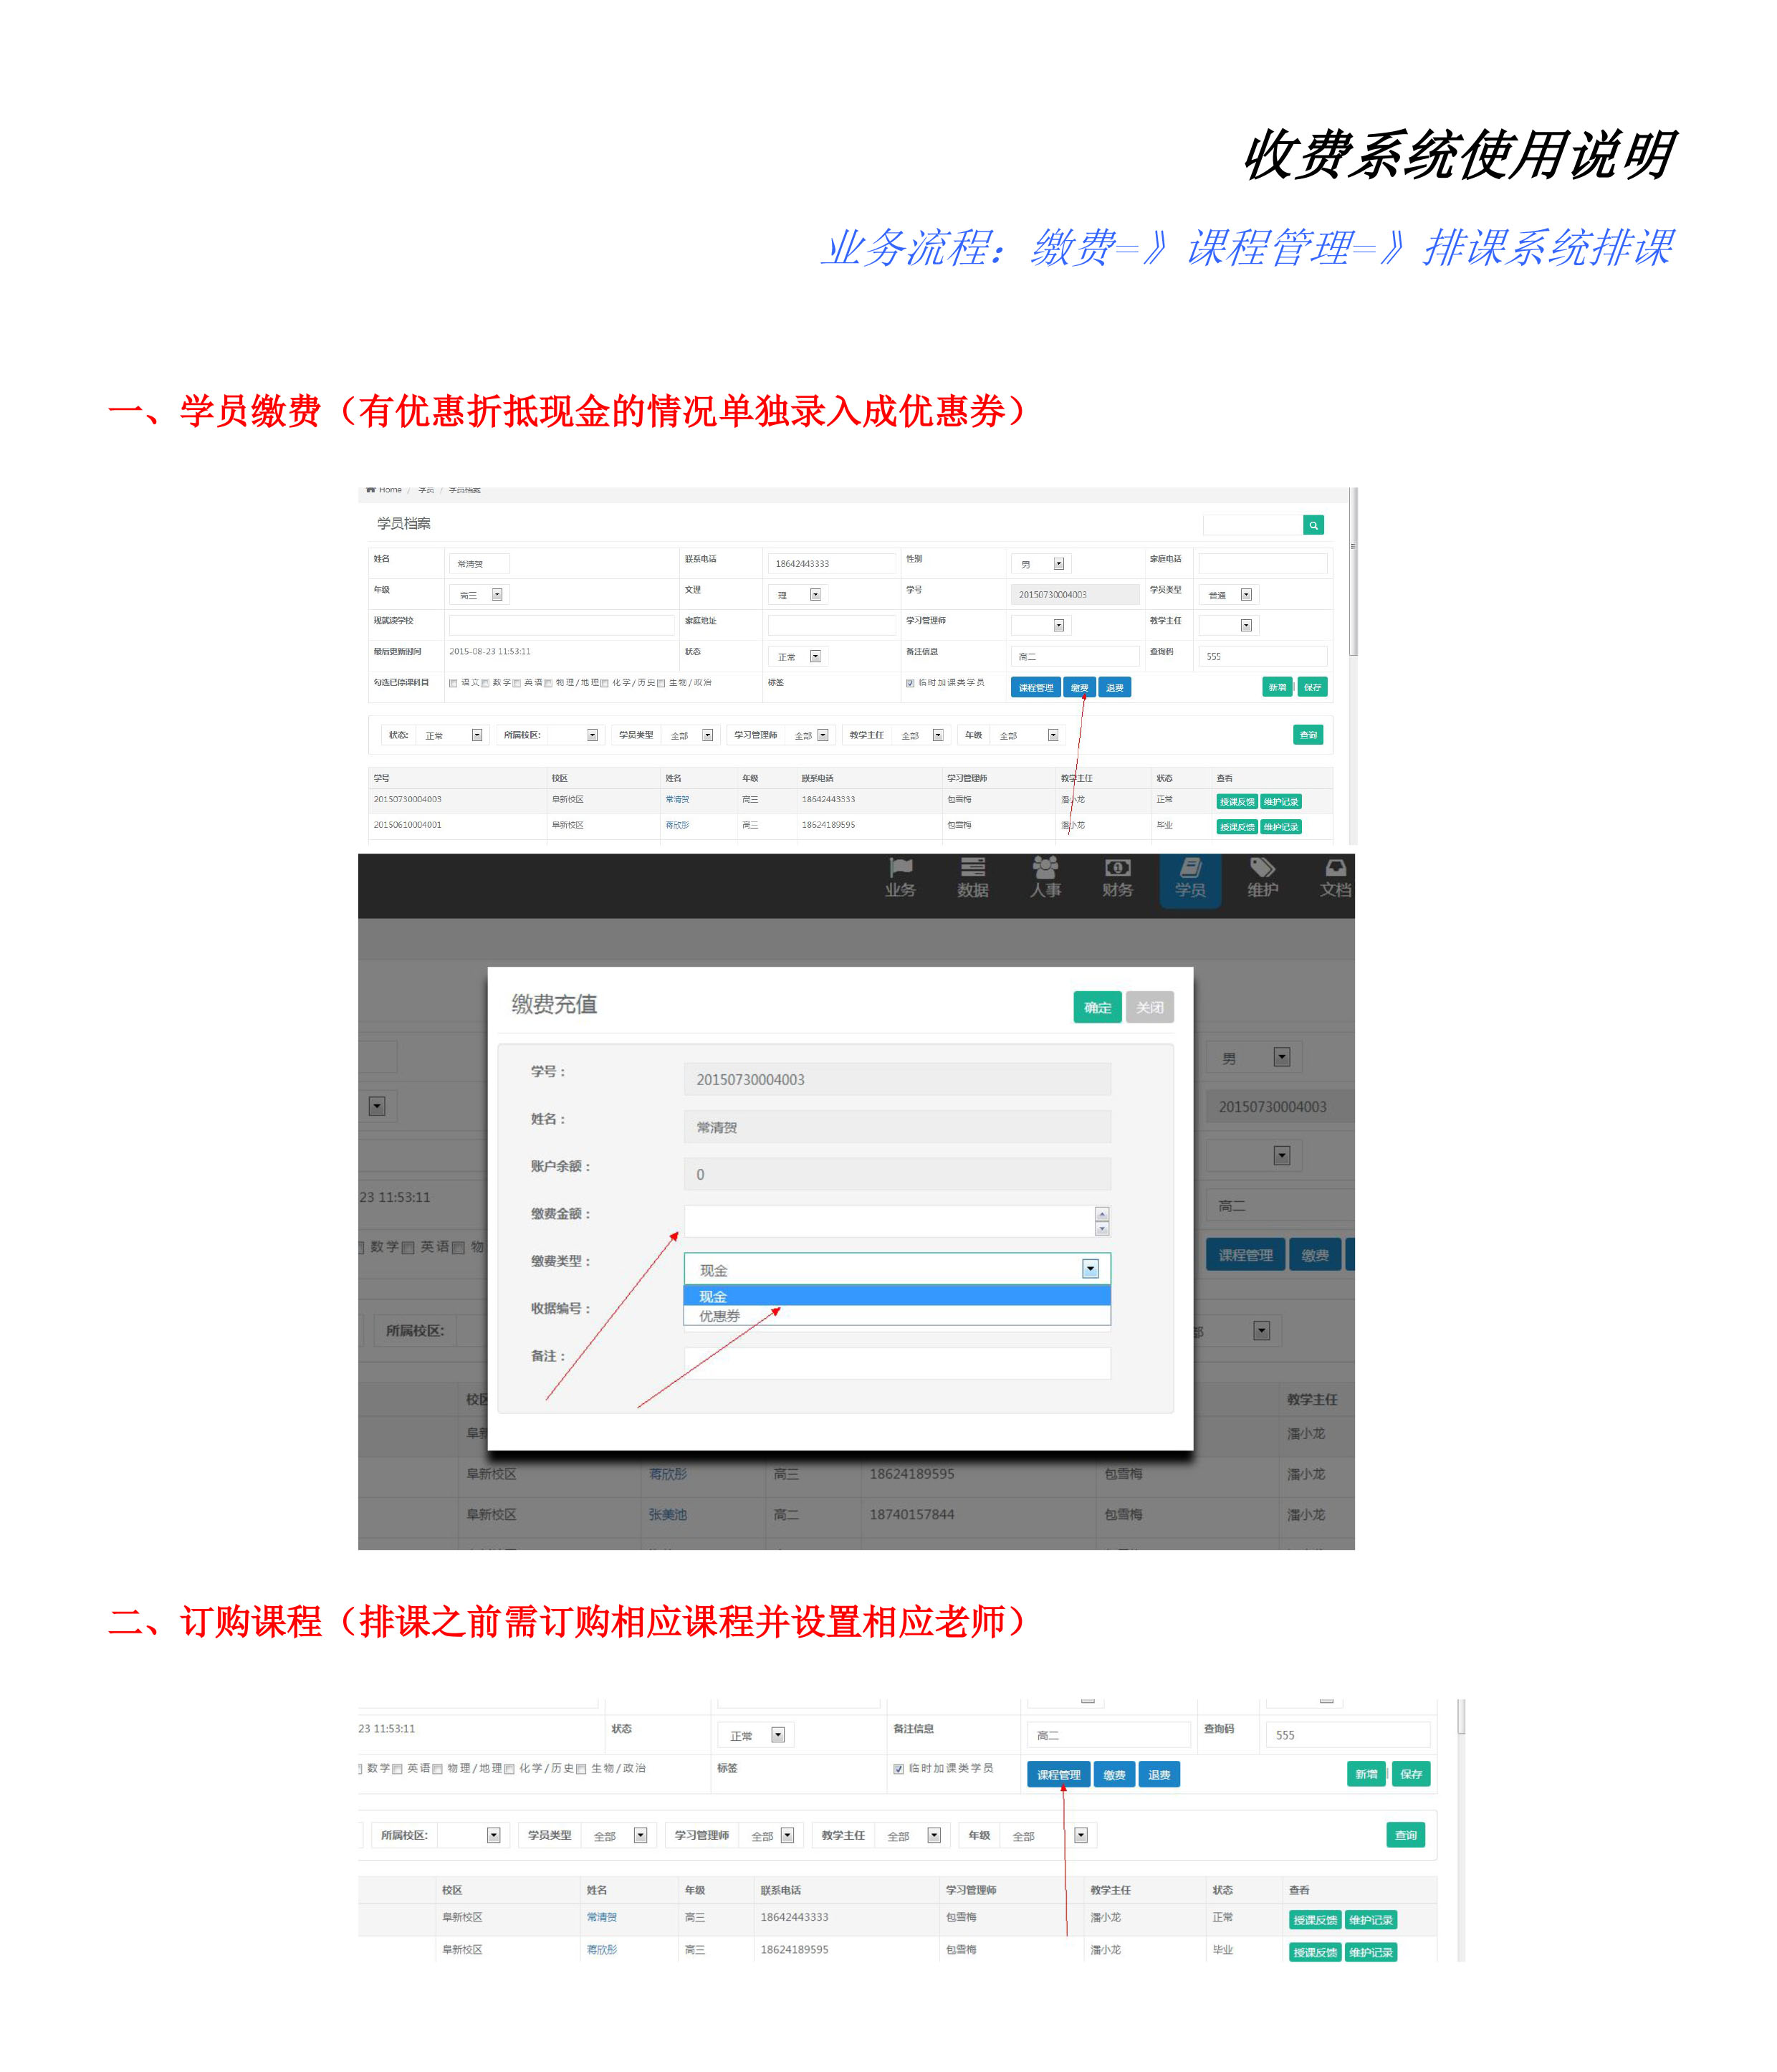 收费系统使用说明
业务流程：缴费=》课程管理=》排课系统排课
一、学员缴费（有优惠折抵现金的情况单独录入成优惠券）
Home / 学员 / 学员档案
学员档案
姓名 常清贺 联系电话 18642443333 性别 男 家庭电话
年级 高三 文理 理 学号 20150730004003 学员类型 普通
现就读学校 家庭地址 学习管理师 教学主任
最后更新时间 2015-08-23 11:53:11 状态 正常 备注信息 高二 查询码 555
勾选已停课科目 语文 数学 英语 物理/地理 化学/历史 生物/政治 标签 临时加课类学员 课程管理 缴费 退费 新增 保存
状态: 正常 所属校区: 学员类型 全部 学习管理师 全部 教学主任 全部 年级 全部 查询
学号 校区 姓名 年级 联系电话 学习管理师 教学主任 状态 查看
20150730004003 阜新校区 常清贺 高三 18642443333 包雪梅 潘小龙 正常 授课反馈 维护记录
20150610004001 阜新校区 蒋欣彤 高三 18624189595 包雪梅 潘小龙 毕业 授课反馈 维护记录
业务 数据 人事 财务 学员 维护 文档
缴费充值 确定 关闭
学号： 20150730004003
姓名： 常清贺
账户余额： 0
缴费金额：
缴费类型： 现金
现金
收据编号： 优惠券
备注：
男
20150730004003
23 11:53:11 高二
数学 英语 物 课程管理 缴费
所属校区: 部
校区 教学主任
阜新 潘小龙
阜新校区 蒋欣彤 高三 18624189595 包雪梅 潘小龙
阜新校区 张美池 高二 18740157844 包雪梅 潘小龙
二、订购课程（排课之前需订购相应课程并设置相应老师）
23 11:53:11 状态 正常 备注信息 高二 查询码 555
数学 英语 物理/地理 化学/历史 生物/政治 标签 临时加课类学员 课程管理 缴费 退费 新增 保存
所属校区: 学员类型 全部 学习管理师 全部 教学主任 全部 年级 全部 查询
校区 姓名 年级 联系电话 学习管理师 教学主任 状态 查看
阜新校区 常清贺 高三 18642443333 包雪梅 潘小龙 正常 授课反馈 维护记录
阜新校区 蒋欣彤 高三 18624189595 包雪梅 潘小龙 毕业 授课反馈 维护记录